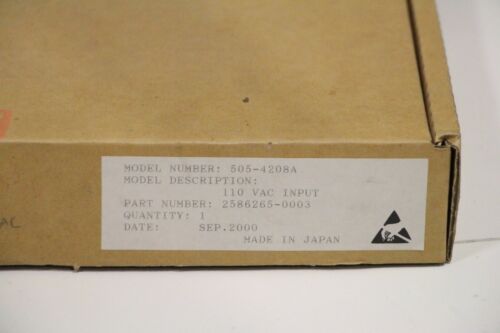 MODEL NUMBER: 505-4208A
MODEL DESCRIPTION:
110 VAC INPUT
PART NUMBER: 2586265-0003
QUANTITY: 1
DATE: SEP.2000
MADE IN JAPAN